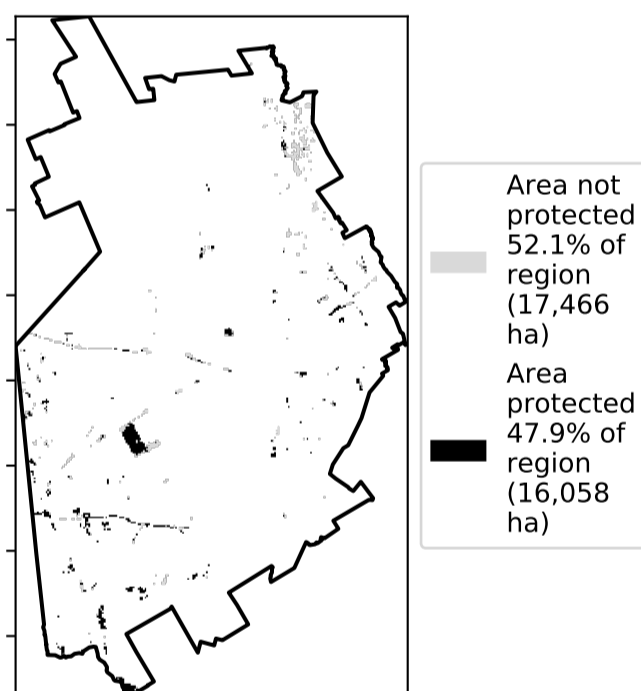 Area not
protected
52.1% of
region
(17,466
ha)
Area
protected
47.9% of
region
(16,058
ha)